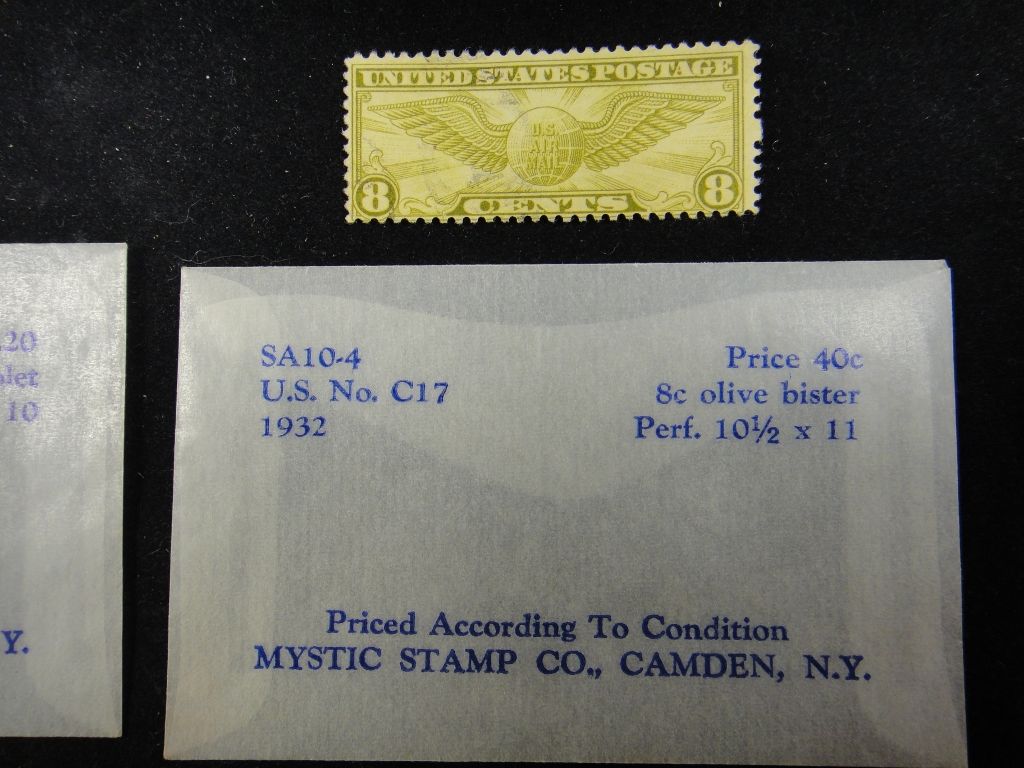 UNITED STATES POSTAGE
U.S.
AIR
MAIL
8 CENTS 8
.20
10
Y.
SA10-4
U.S. No. C17
1932
Price 40c
8c olive bister
Perf. 10½ x 11
Priced According To Condition
MYSTIC STAMP CO., CAMDEN, N.Y.